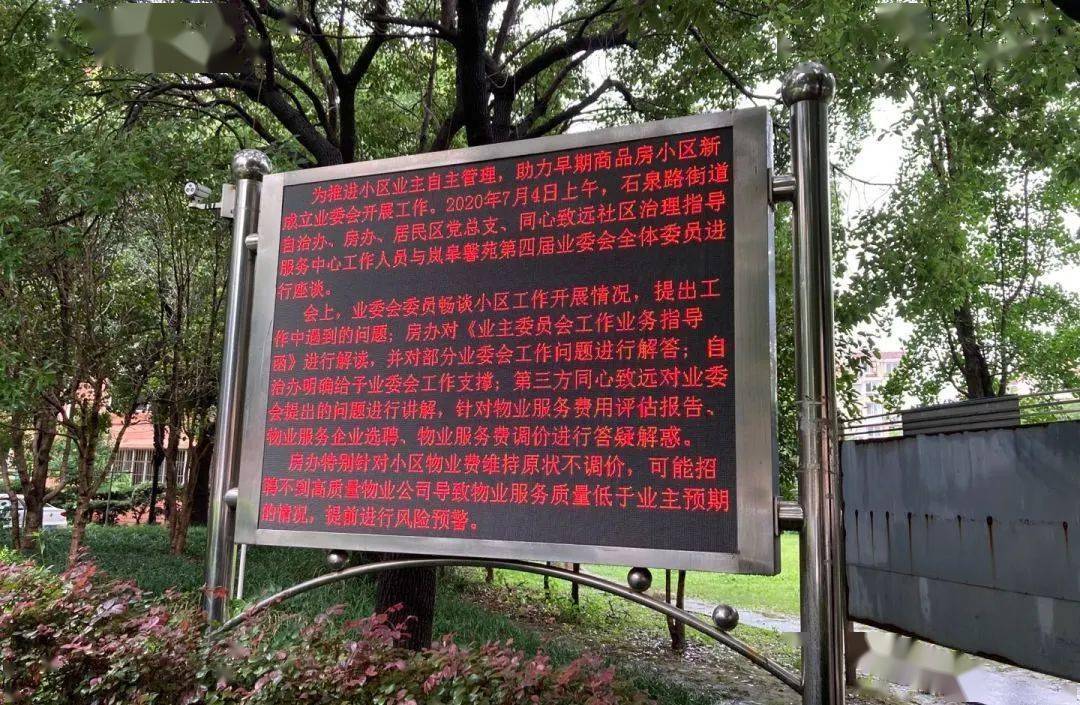 为推进小区业主自主管理，助力早期商品房小区新
成立业委会开展工作。2020年7月4日上午，石泉路街道
自治办、房办、居民区党总支、同心致远社区治理指导
服务中心工作人员与岚皋馨苑第四届业委会全体委员进
行座谈。
会上，业委会委员畅谈小区工作开展情况，提出工
作中遇到的问题；房办对《业主委员会工作业务指导
函》进行解读，并对部分业委会工作问题进行解答；自
治办明确给予业委会工作支撑；第三方同心致远对业委
会提出的问题进行讲解，针对物业服务费用评估报告、
物业服务企业选聘、物业服务费调价进行答疑解惑。
房办特别针对小区物业费维持原状不调价，可能招
聘不到高质量物业公司导致物业服务质量低于业主预期
的情况，提前进行风险预警。